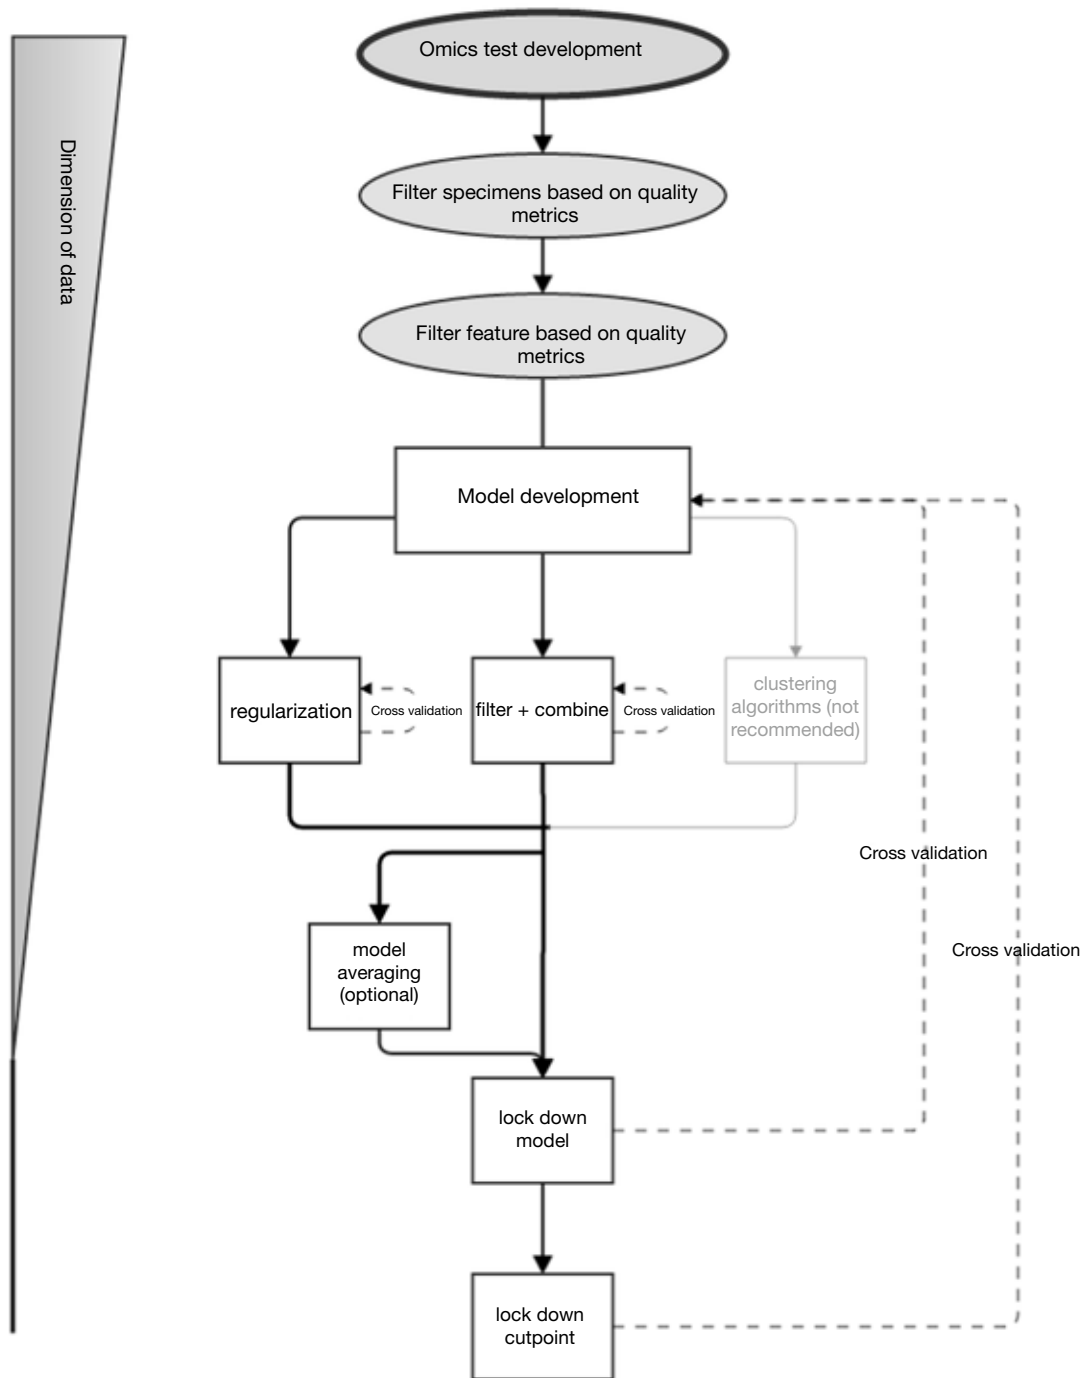 Omics test development
Dimension of data
Filter specimens based on quality
metrics
Filter feature based on quality
metrics
Model development
regularization
Cross validation
filter + combine
Cross validation
clustering
algorithms (not
recommended)
Cross validation
model
averaging
(optional)
Cross validation
lock down
model
lock down
cutpoint